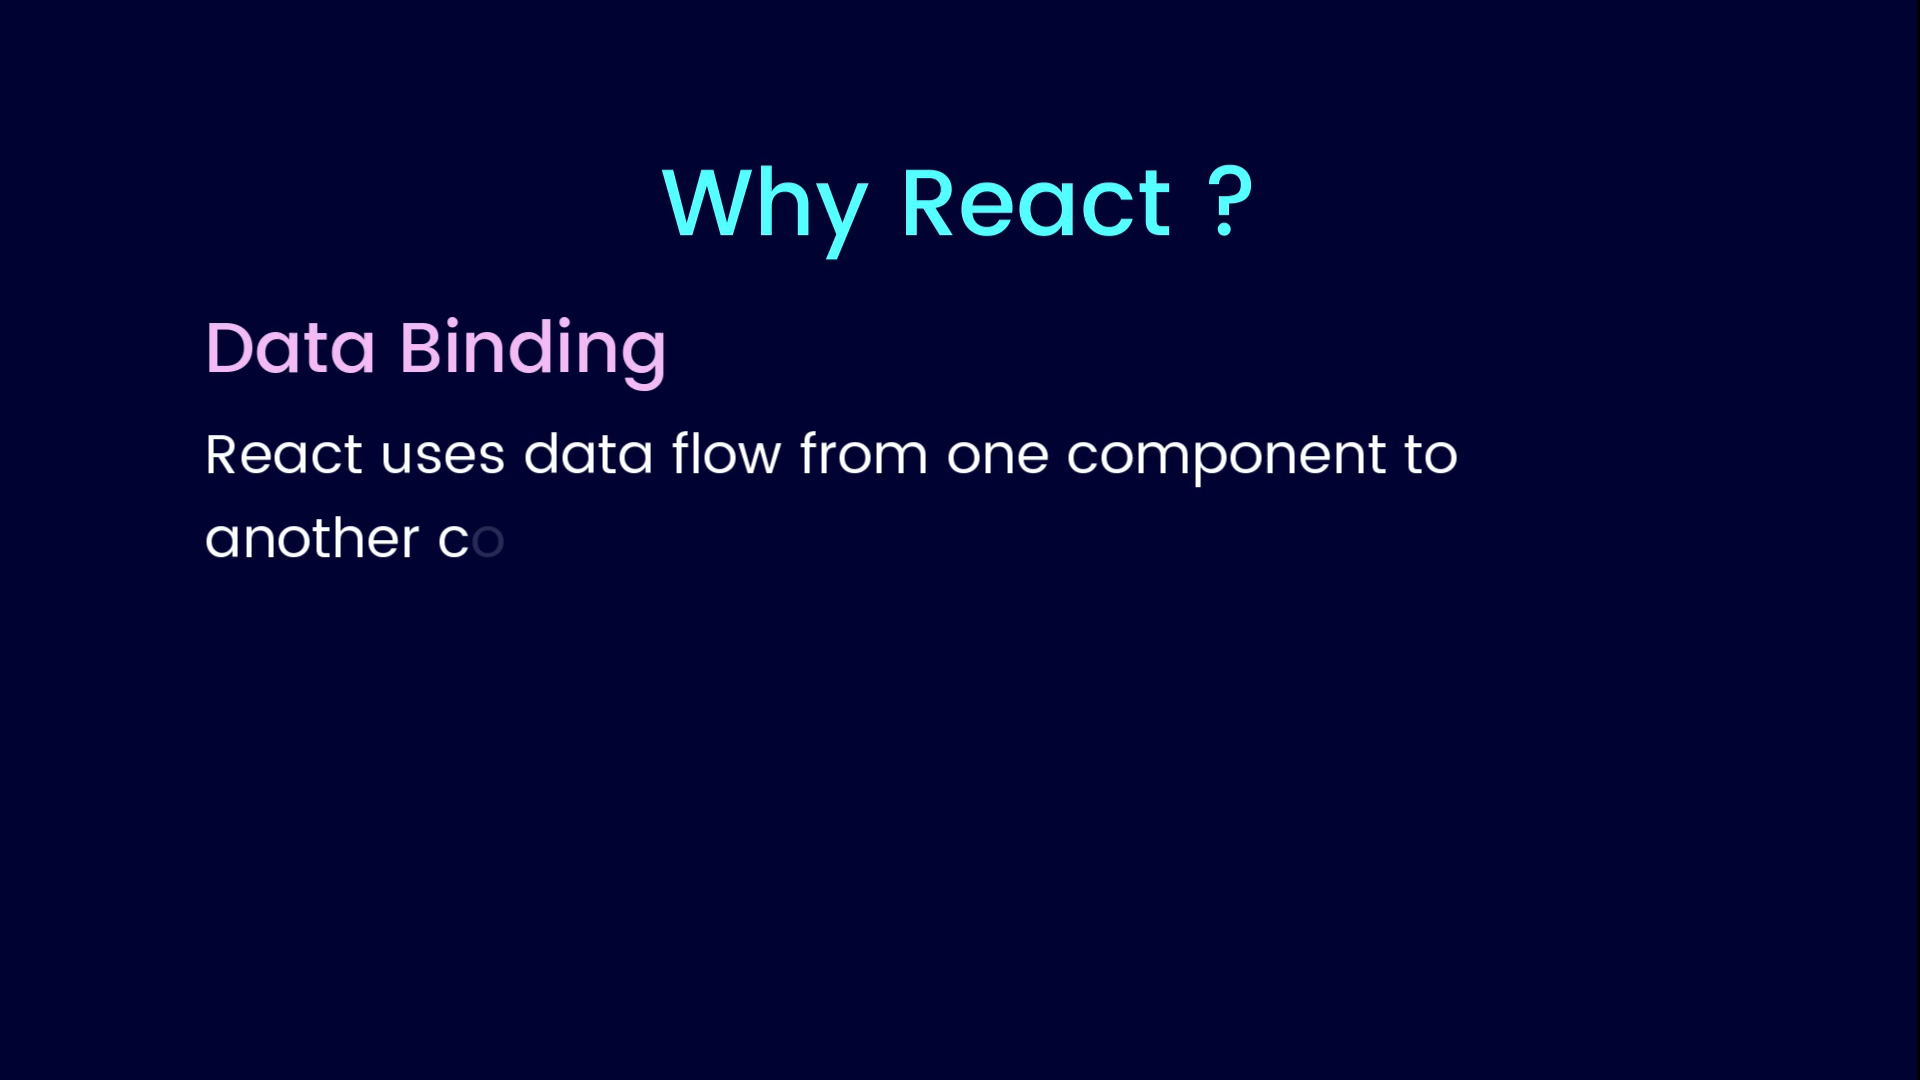 Why React ?
Data Binding
React uses data flow from one component to
another co